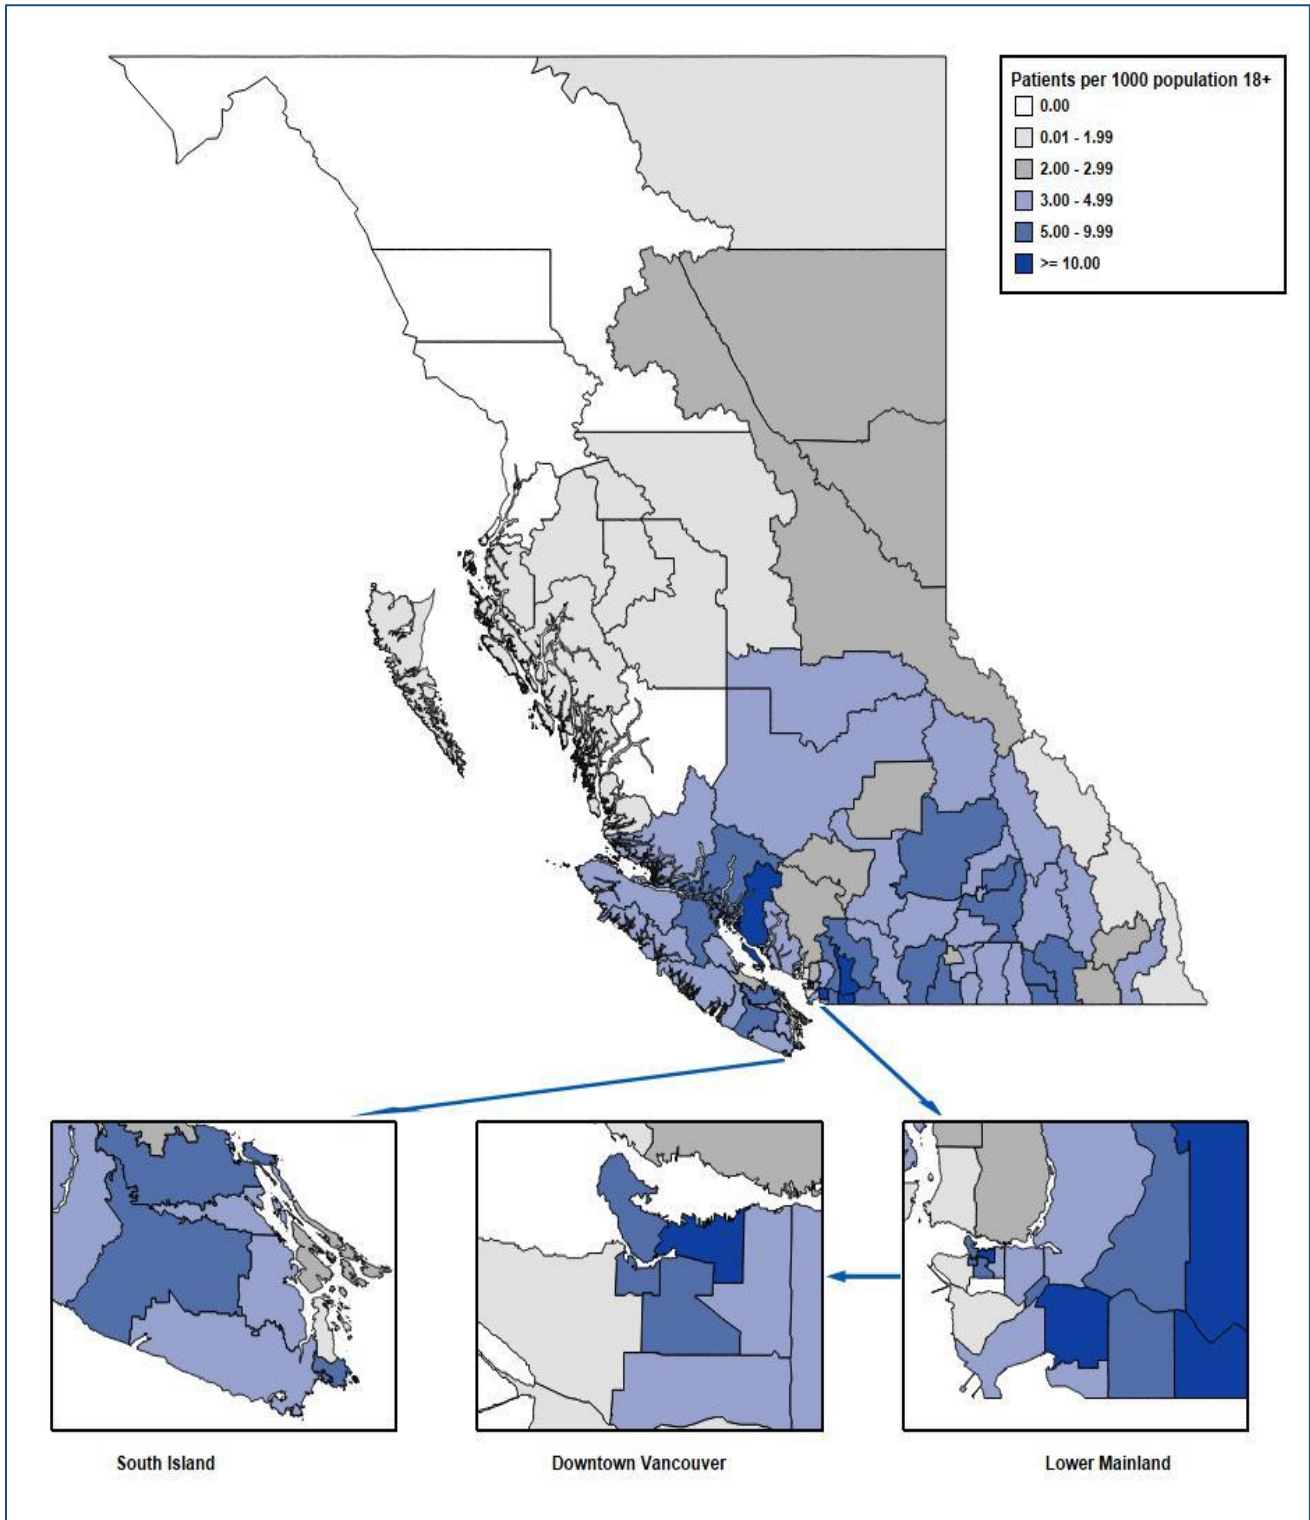 Patients per 1000 population 18+
0.00
0.01 - 1.99
2.00 - 2.99
3.00 - 4.99
5.00 - 9.99
>= 10.00
South Island
Downtown Vancouver
Lower Mainland